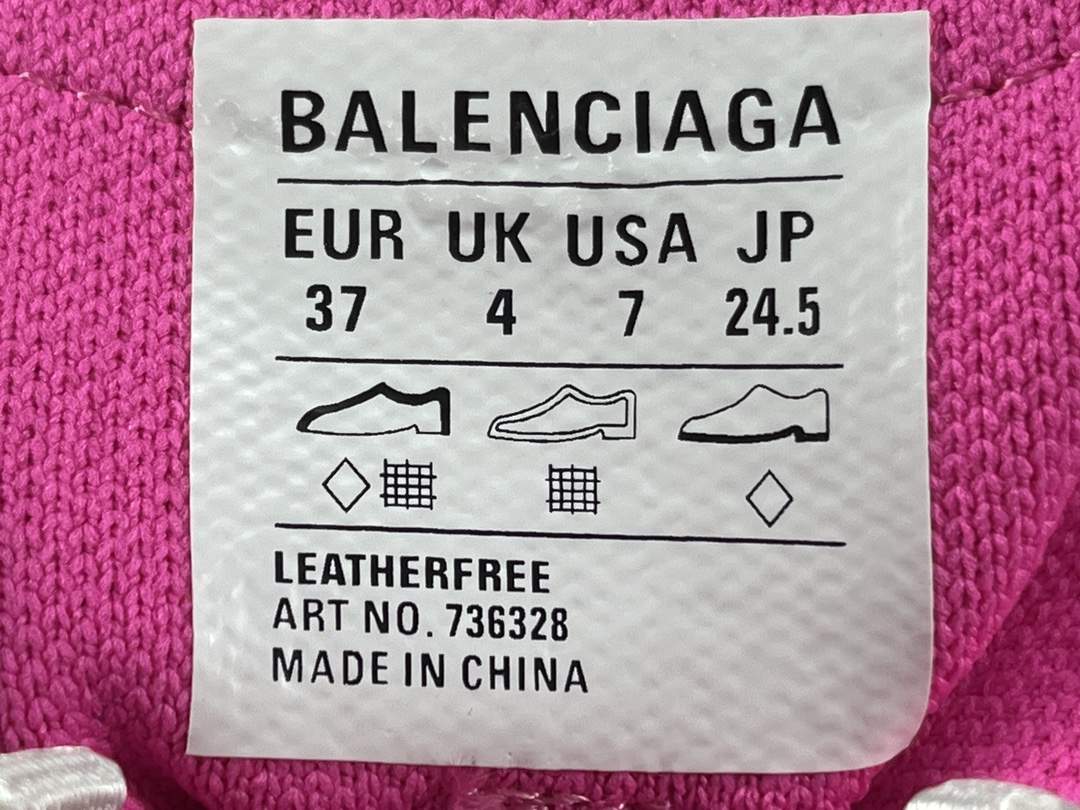 BALENCIAGA
EUR UK USA JP
37 4 7 24.5
LEATHERFREE
ART NO. 736328
MADE IN CHINA